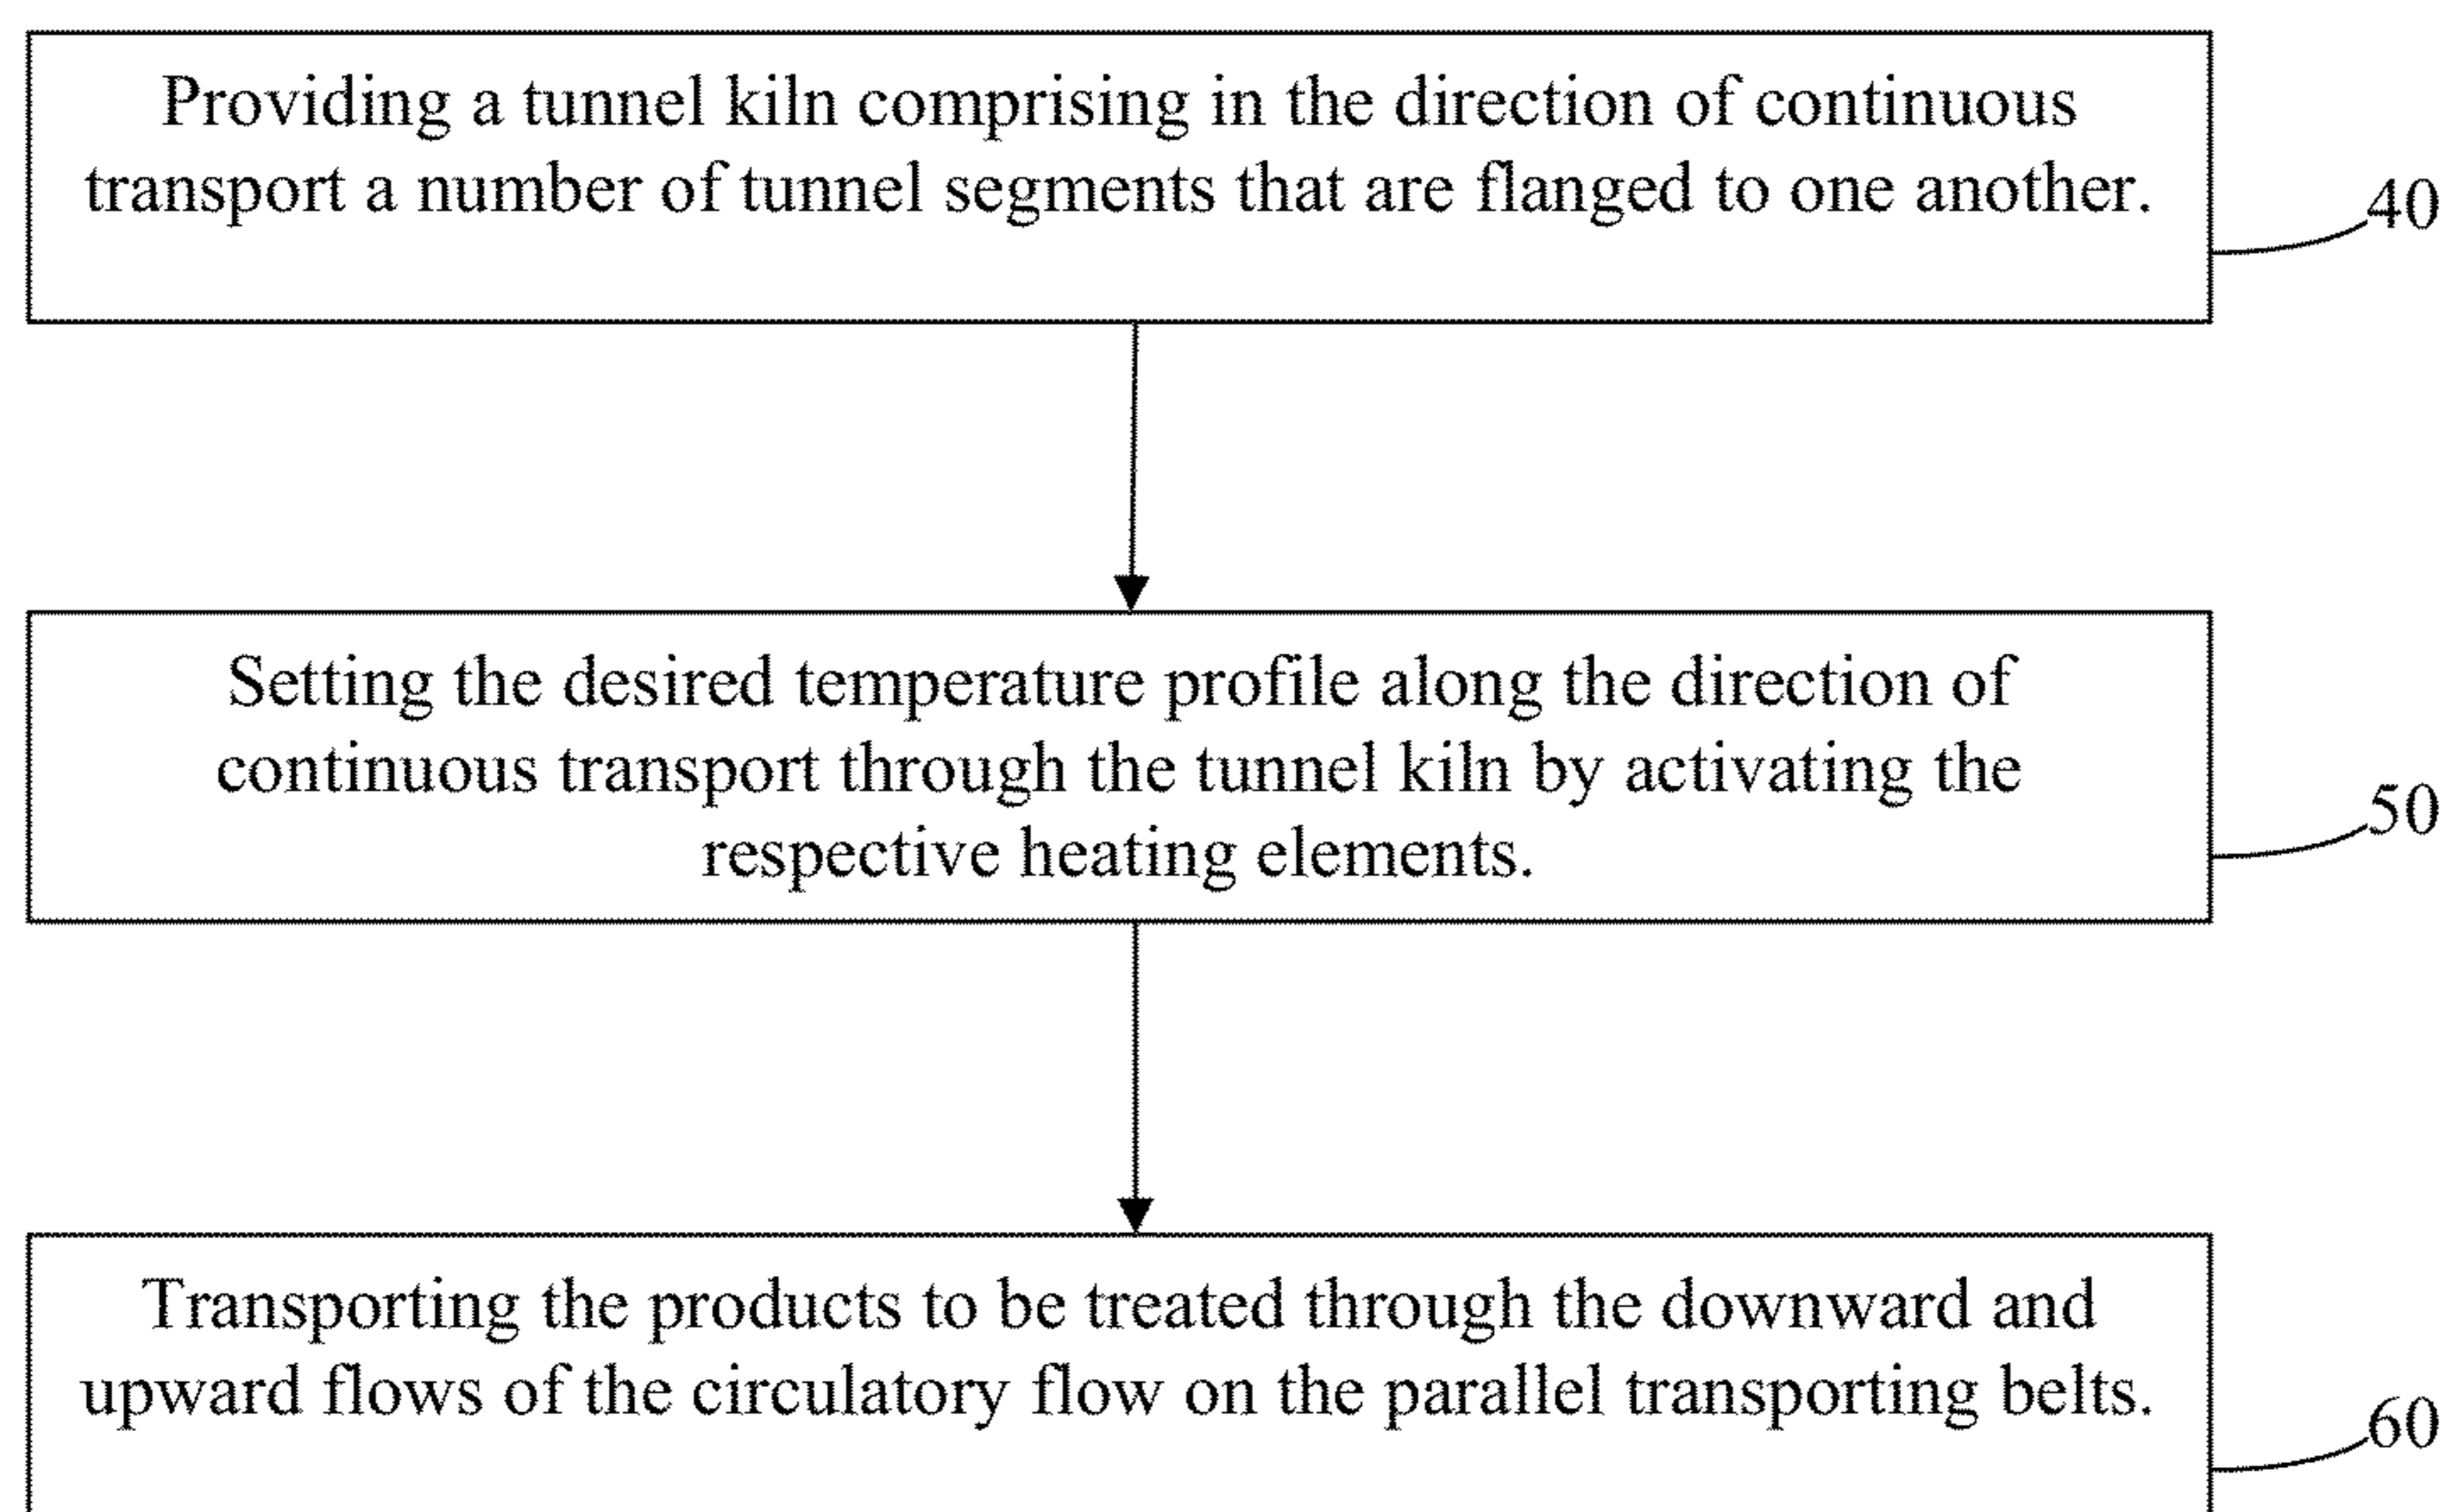 Providing a tunnel kiln comprising in the direction of continuous
transport a number of tunnel segments that are flanged to one another.
40
Setting the desired temperature profile along the direction of
continuous transport through the tunnel kiln by activating the
respective heating elements.
50
Transporting the products to be treated through the downward and
upward flows of the circulatory flow on the parallel transporting belts.
60